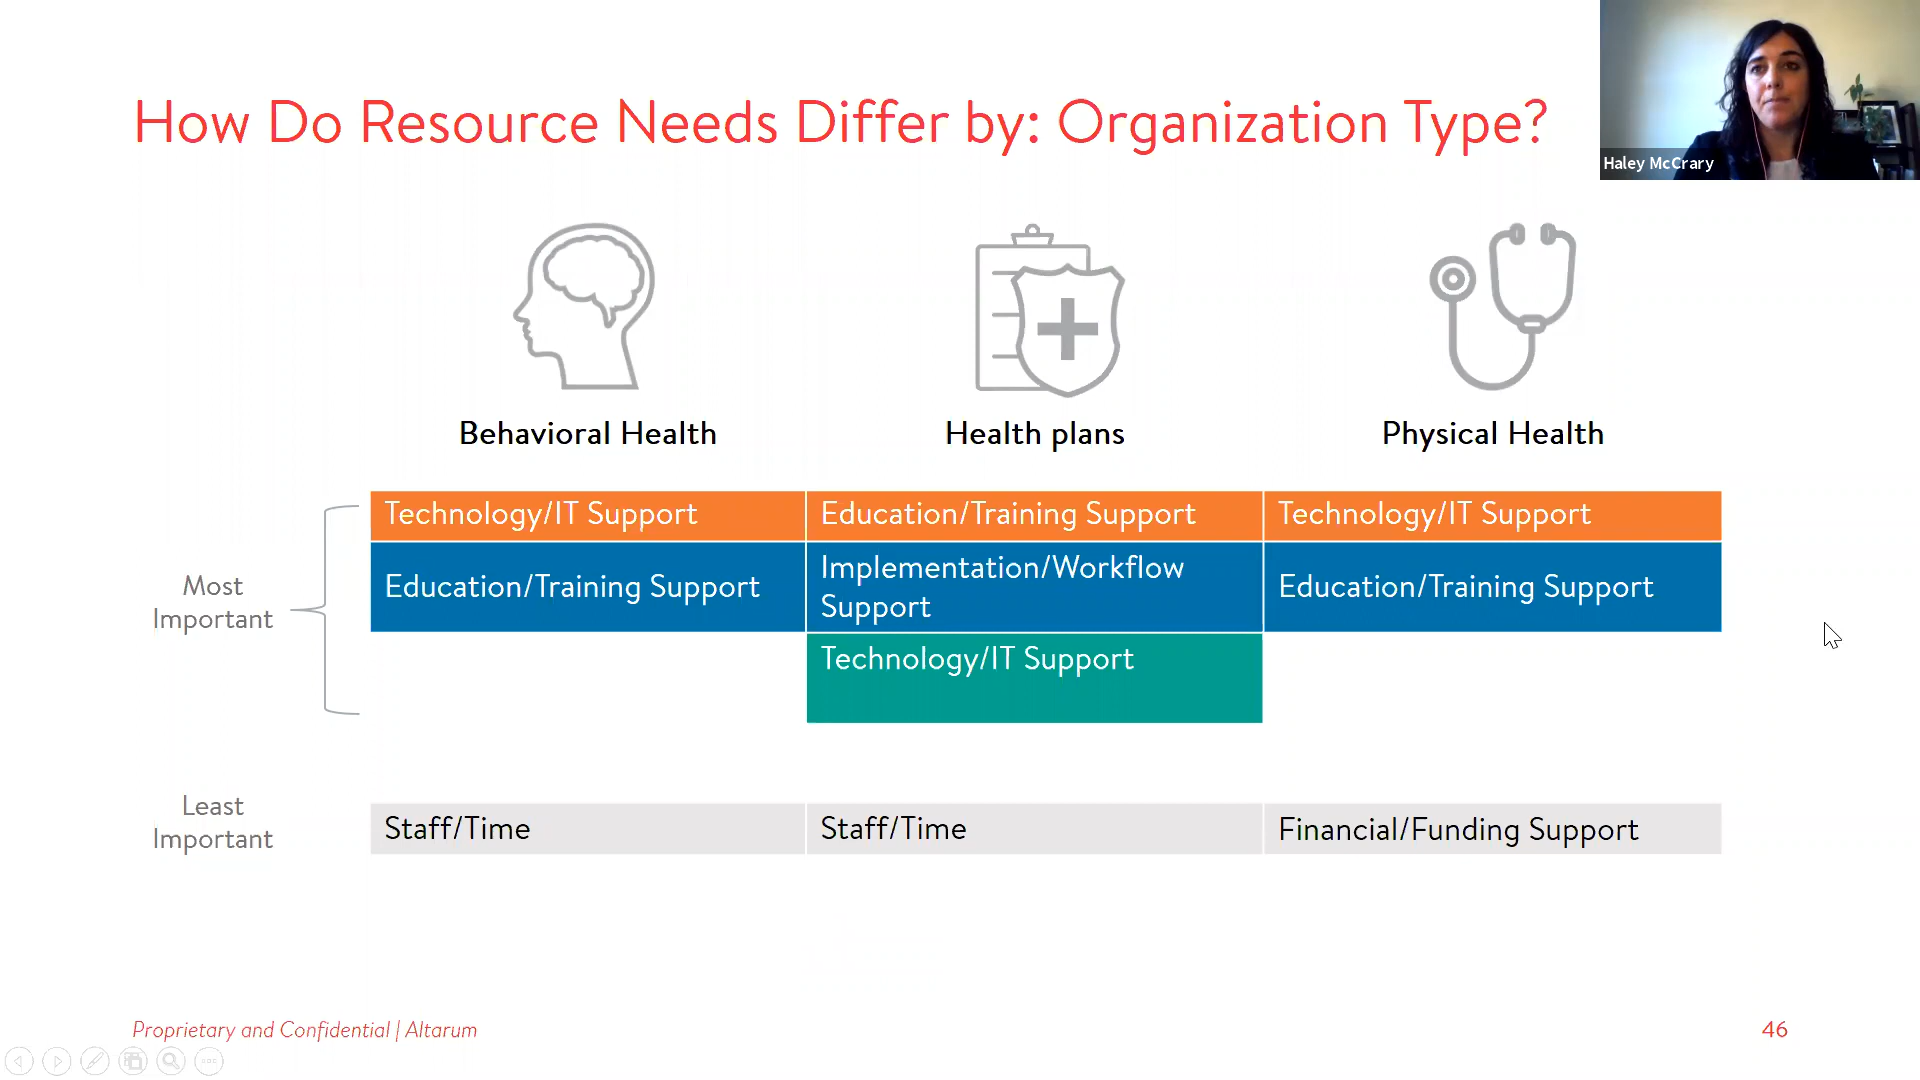 How Do Resource Needs Differ by: Organization Type?
Haley McCrary
Behavioral Health
Health plans
Physical Health
Most
Important
Technology/IT Support
Education/Training Support
Technology/IT Support
Education/Training Support
Implementation/Workflow
Support
Education/Training Support
Technology/IT Support
Least
Important
Staff/Time
Staff/Time
Financial/Funding Support
Proprietary and Confidential | Altarum
46